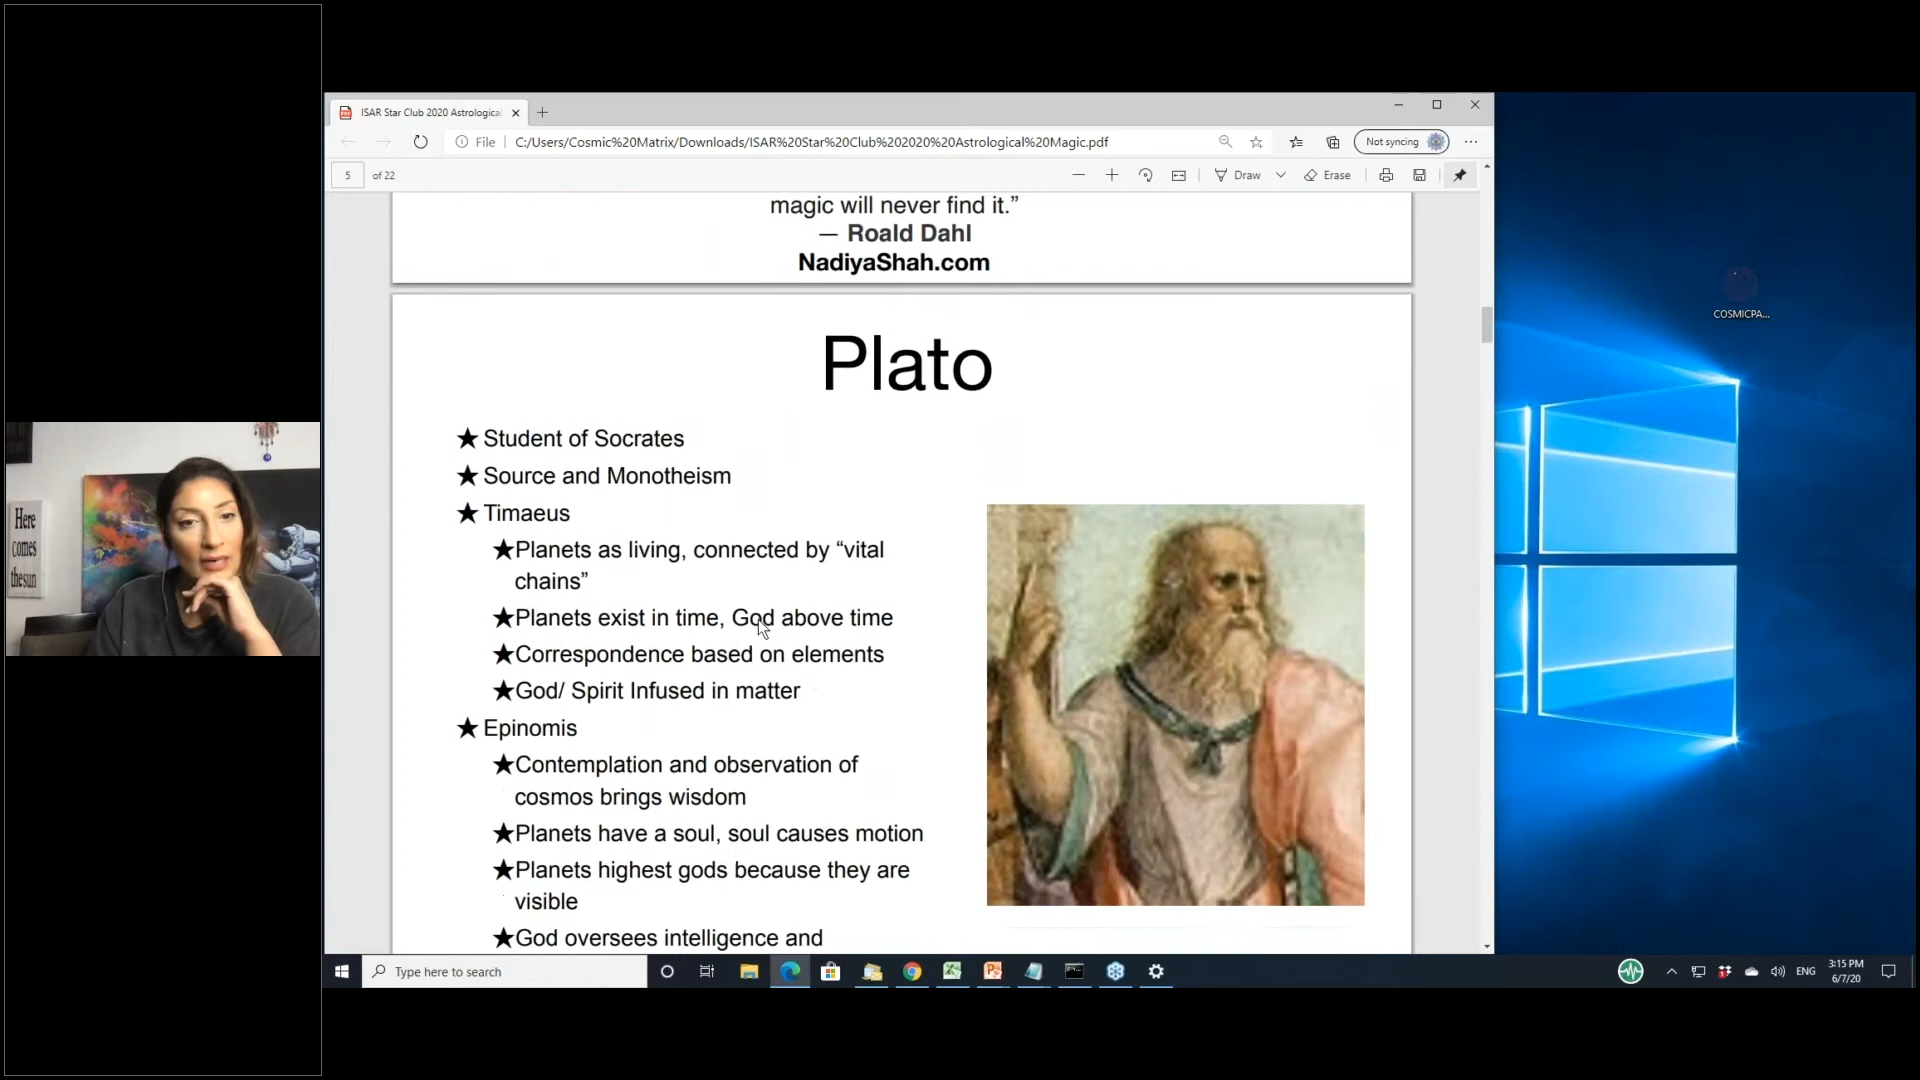 ISAR Star Club 2020 Astrological
File
C:/Users/Cosmic%20Matrix/Downloads/ISAR%20Star%20Club%202020%20Astrological%20Magic.pdf
Not syncing
5 of 22
Draw
Erase
magic will never find it.”
— Roald Dahl
NadiyaShah.com
COSMICPA...
Plato
★ Student of Socrates
★ Source and Monotheism
★ Timaeus
★Planets as living, connected by “vital
chains”
★Planets exist in time, God above time
★Correspondence based on elements
★God/ Spirit Infused in matter
★ Epinomis
★Contemplation and observation of
cosmos brings wisdom
★Planets have a soul, soul causes motion
★Planets highest gods because they are
visible
★God oversees intelligence and
Here
comes
the sun
Type here to search
ENG
3:15 PM
6/7/20